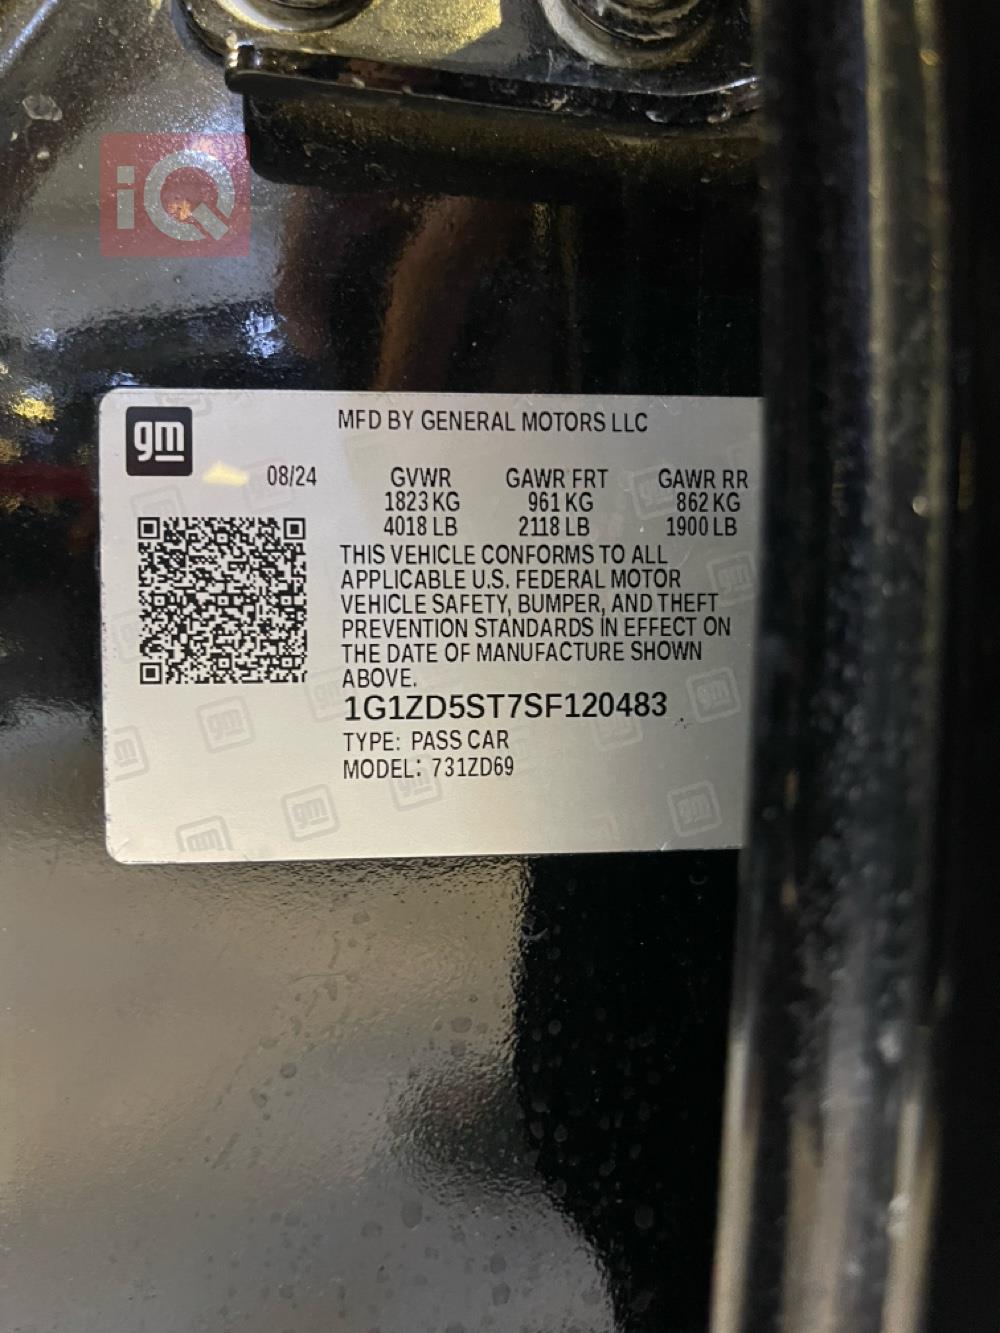 iQ
gm
MFD BY GENERAL MOTORS LLC
08/24 GVWR GAWR FRT GAWR RR
1823 KG 961 KG 862 KG
4018 LB 2118 LB 1900 LB
THIS VEHICLE CONFORMS TO ALL
APPLICABLE U.S. FEDERAL MOTOR
VEHICLE SAFETY, BUMPER, AND THEFT
PREVENTION STANDARDS IN EFFECT ON
THE DATE OF MANUFACTURE SHOWN
ABOVE.
1G1ZD5ST7SF120483
TYPE: PASS CAR
MODEL: 731ZD69